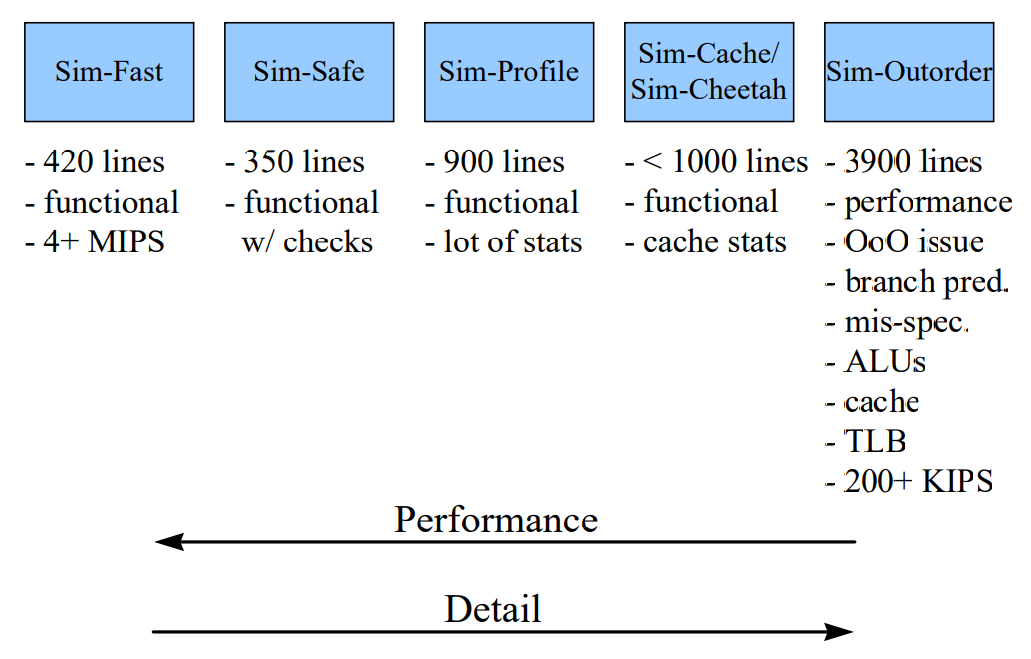 Sim-Fast
- 420 lines
- functional
- 4+ MIPS
Sim-Safe
- 350 lines
- functional
w/ checks
Sim-Profile
- 900 lines
- functional
- lot of stats
Sim-Cache/
Sim-Cheetah
- < 1000 lines
- functional
- cache stats
Sim-Outorder
- 3900 lines
- performance
- OoO issue
- branch pred.
- mis-spec.
- ALUs
- cache
- TLB
- 200+ KIPS
Performance
Detail